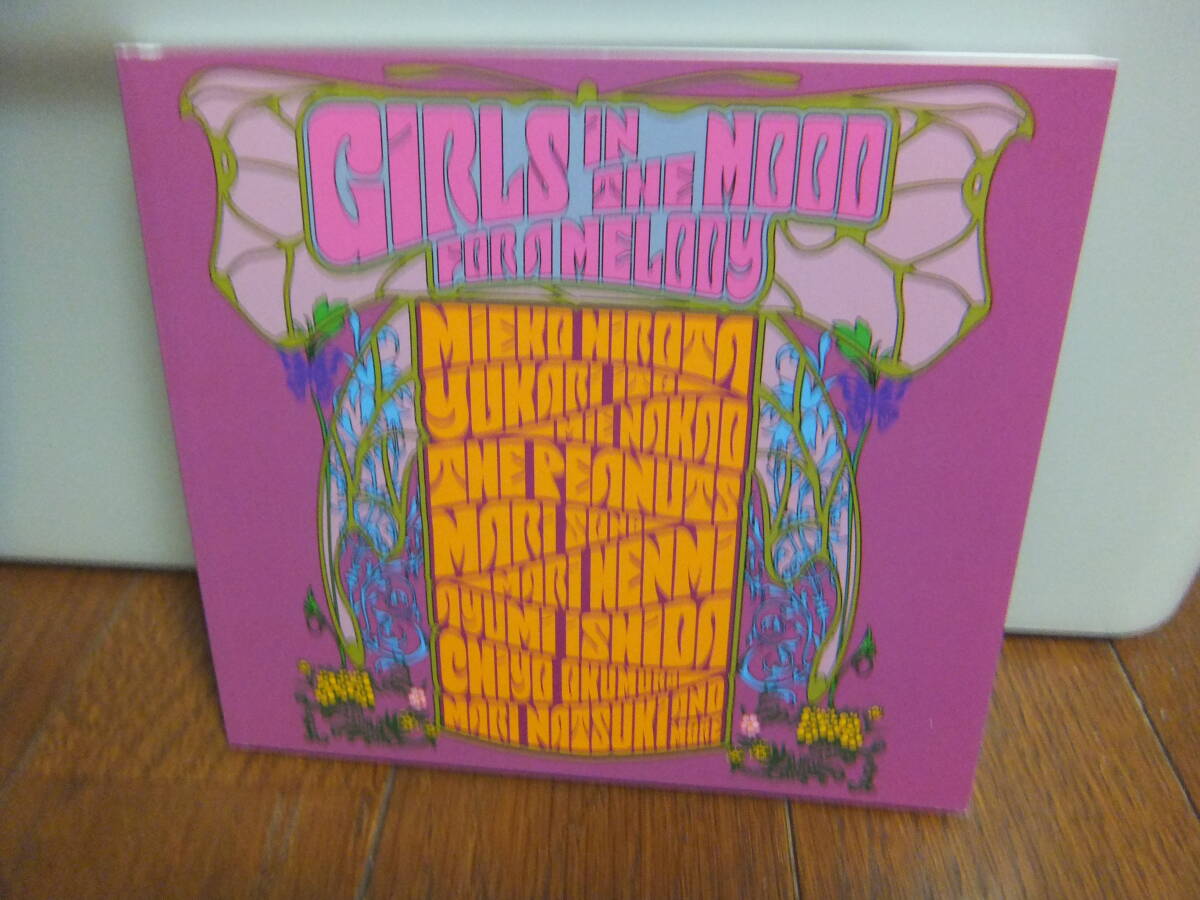 GIRLS IN THE MOOD
FOR A MELODY
MIEKO HIROTA
YUKARI ITO
MIE NAKAO
THE PEANUTS
MARI SONO
MARI HENMI
AYUMI ISHIDA
CHIYO OKUMURA
MARI NATSUKI AND MORE